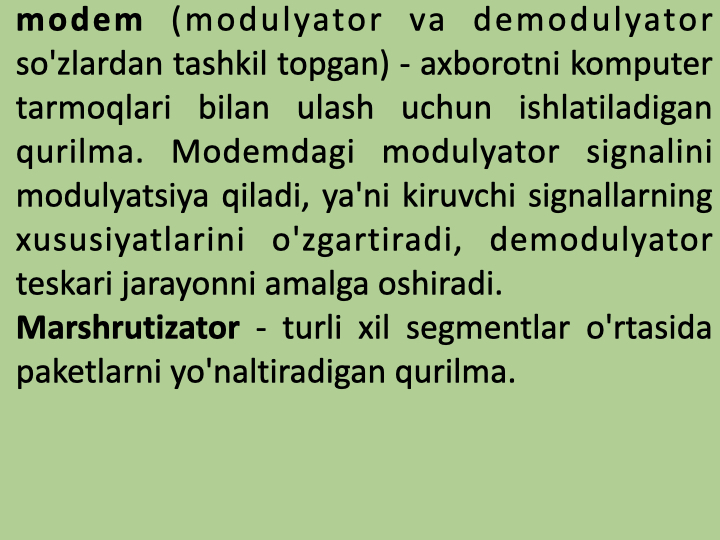 modem (modulyator va demodulyator
so'zlardan tashkil topgan) - axborotni komputer
tarmoqlari bilan ulash uchun ishlatiladigan
qurilma. Modemdagi modulyator signalini
modulyatsiya qiladi, ya'ni kiruvchi signallarning
xususiyatlarini o'zgartiradi, demodulyator
teskari jarayonni amalga oshiradi.
Marshrutizator - turli xil segmentlar o'rtasida
paketlarni yo'naltiradigan qurilma.